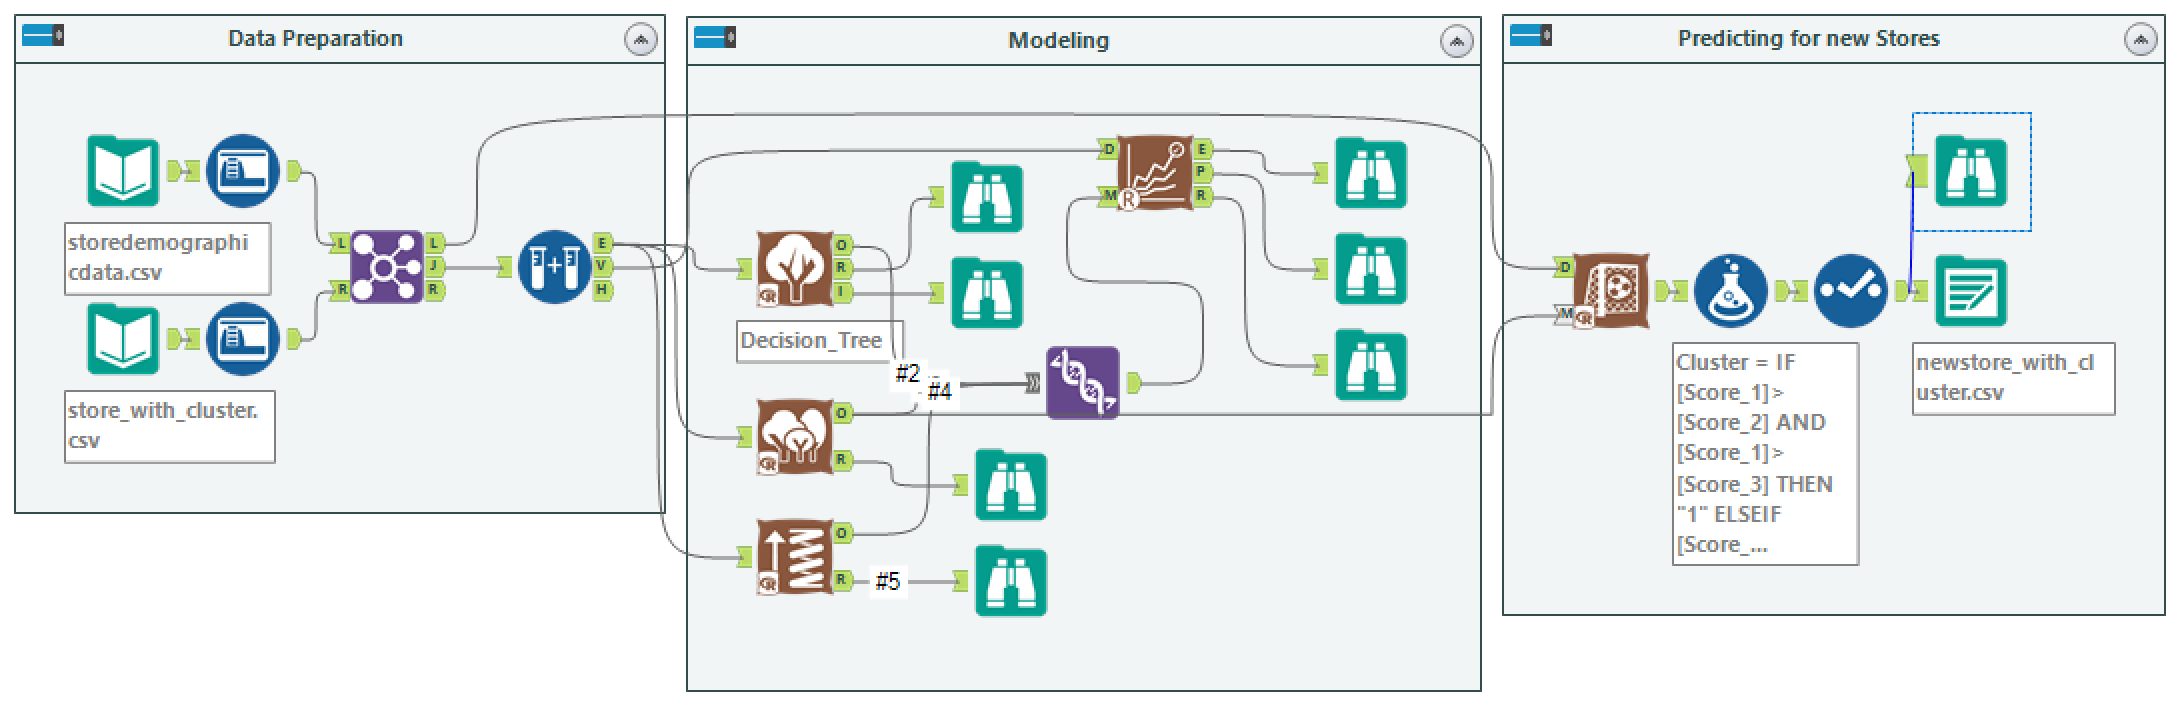 Data Preparation
Modeling
Predicting for new Stores
storedemographi
cdata.csv
store_with_cluster.
csv
L
R
L
J
R
E
V
H
O
R
I
R
Decision_Tree
#2
#4
O
R
R
O
R
R
#5
D
M
R
E
P
R
D
M
R
Cluster = IF
[Score_1]>
[Score_2] AND
[Score_1]>
[Score_3] THEN
"1" ELSEIF
[Score_...
newstore_with_cl
uster.csv